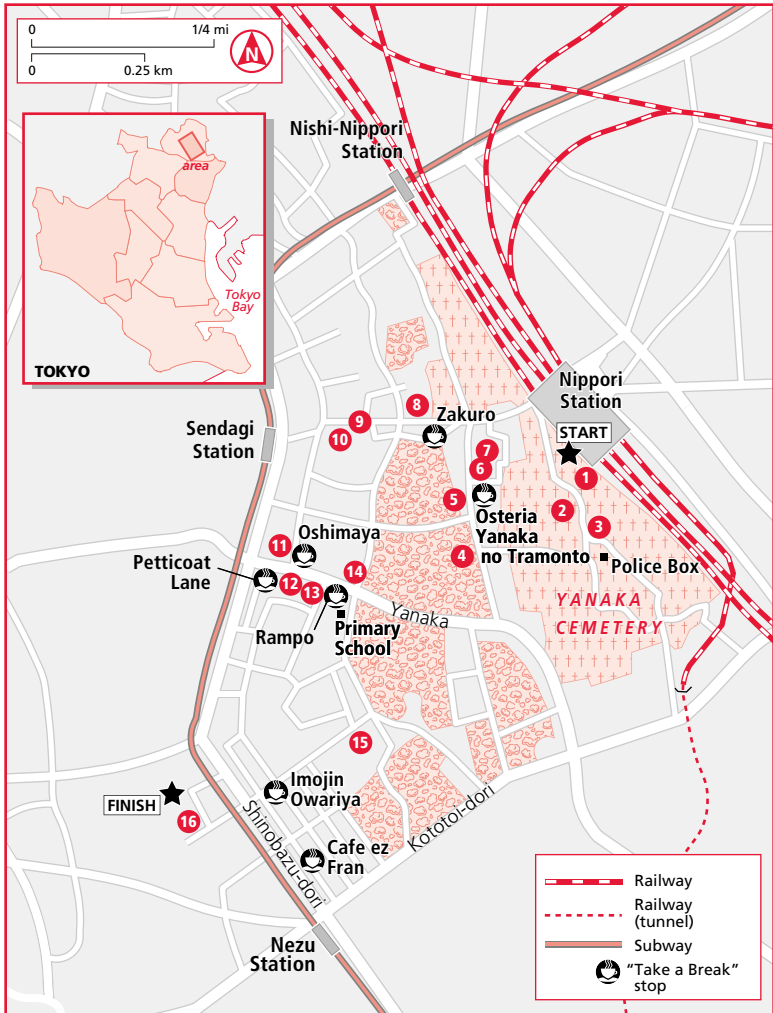 0 1/4 mi
N
0 0.25 km
area
Tokyo
Bay
TOKYO
Nishi-Nippori
Station
Nippori
Station
START
Sendagi
Station
8
9
10
Zakuro
7
6
5
1
2
3
Osteria
Yanaka
no Tramonto
4
Police Box
11
Oshimaya
Petticoat
Lane
12
13
14
Rampo
Primary
School
Yanaka
YANAKA
CEMETERY
15
FINISH
16
Imojin
Owariya
Shinobazu-dori
Kototoi-dori
Cafe ez
Fran
Nezu
Station
Railway
Railway
(tunnel)
Subway
"Take a Break"
stop